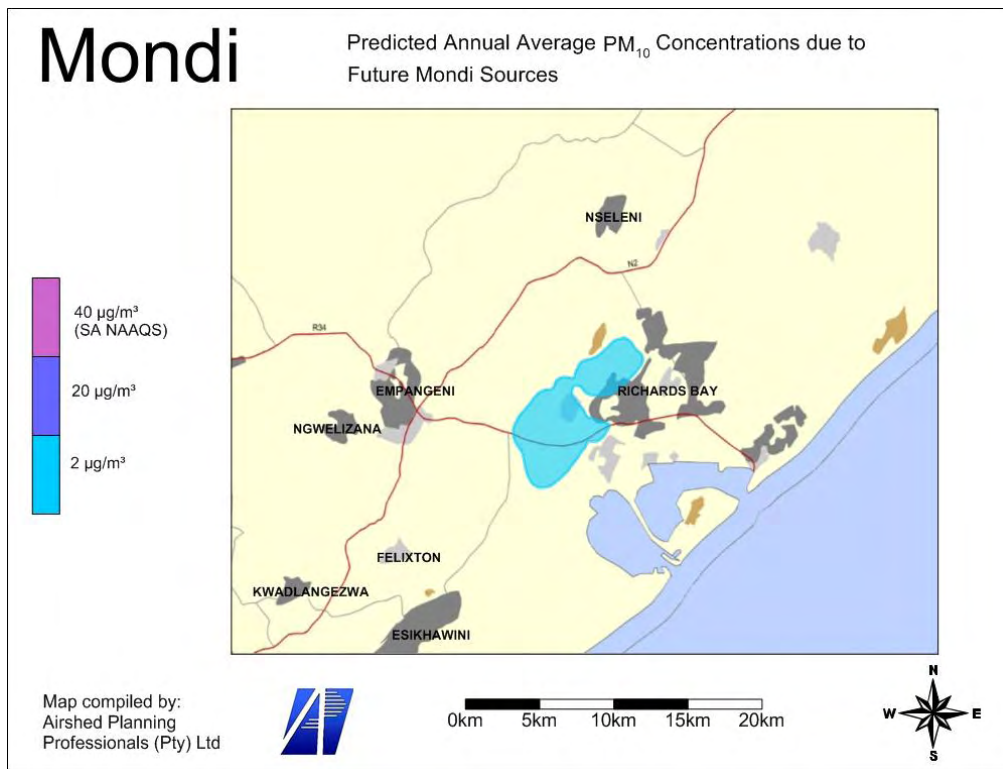 Mondi
Predicted Annual Average PM₁₀ Concentrations due to
Future Mondi Sources
40 µg/m³
(SA NAAQS)
20 µg/m³
2 µg/m³
NSELENI
N2
R34
EMPANGENI
RICHARDS BAY
NGWELIZANA
FELIXTON
KWADLANGEZWA
ESIKHAWINI
Map compiled by:
Airshed Planning
Professionals (Pty) Ltd
0km 5km 10km 15km 20km
N
W E
S